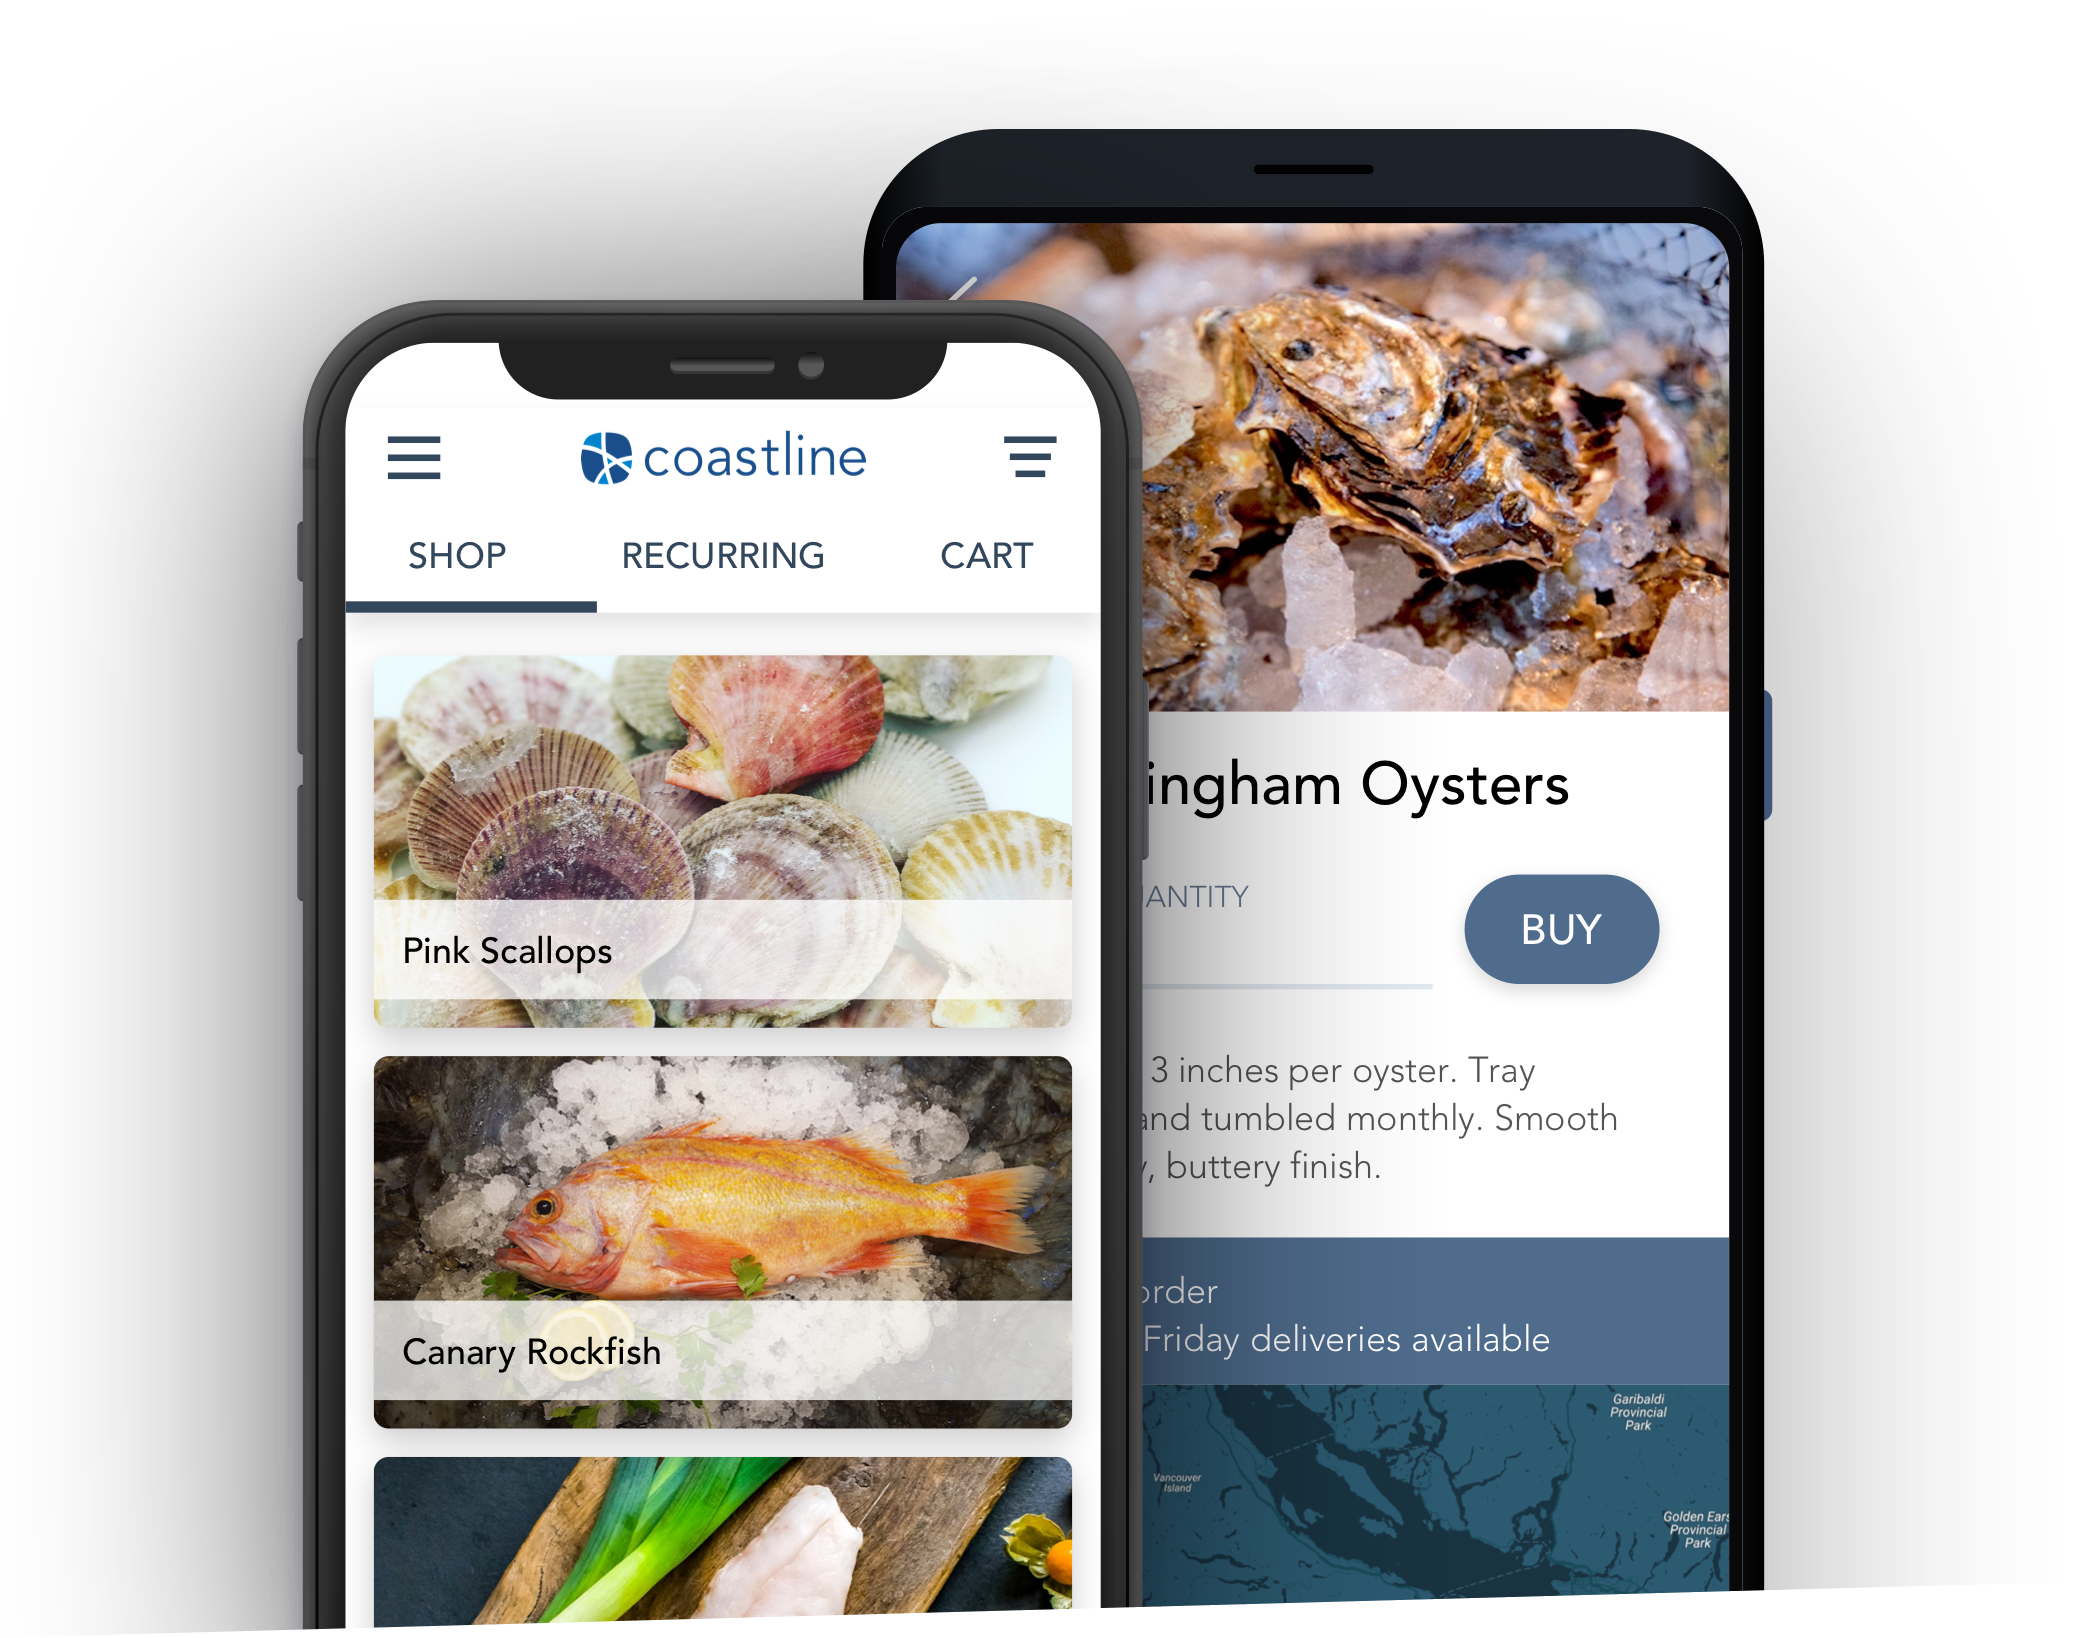 coastline
SHOP RECURRING CART
Pink Scallops
Canary Rockfish
ingham Oysters
ANTITY
BUY
3 inches per oyster. Tray
and tumbled monthly. Smooth
, buttery finish.
order
Friday deliveries available
Garibaldi
Provincial
Park
Vancouver
Island
Golden Ears
Provincial
Park